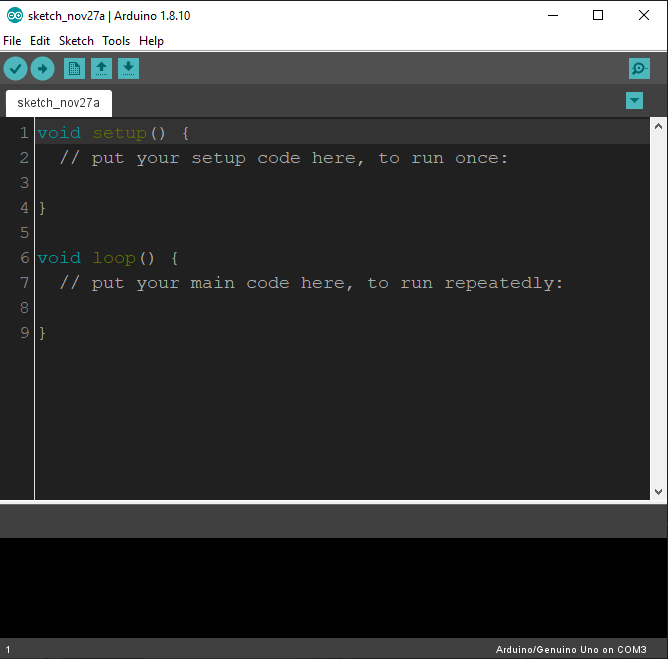 sketch_nov27a | Arduino 1.8.10
File Edit Sketch Tools Help
sketch_nov27a
1 void setup() {
2   // put your setup code here, to run once:
3
4 }
5
6 void loop() {
7   // put your main code here, to run repeatedly:
8
9 }
1 Arduino/Genuino Uno on COM3